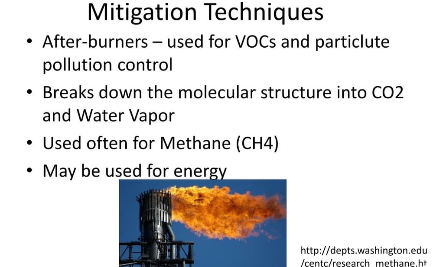 Mitigation Techniques
• After-burners – used for VOCs and particlute
pollution control
• Breaks down the molecular structure into CO2
and Water Vapor
• Used often for Methane (CH4)
• May be used for energy
http://depts.washington.edu
/centc/research_methane.ht